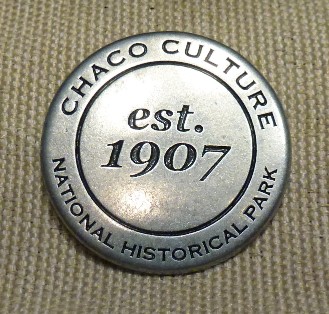 CHACO CULTURE
est.
1907
NATIONAL HISTORICAL PARK